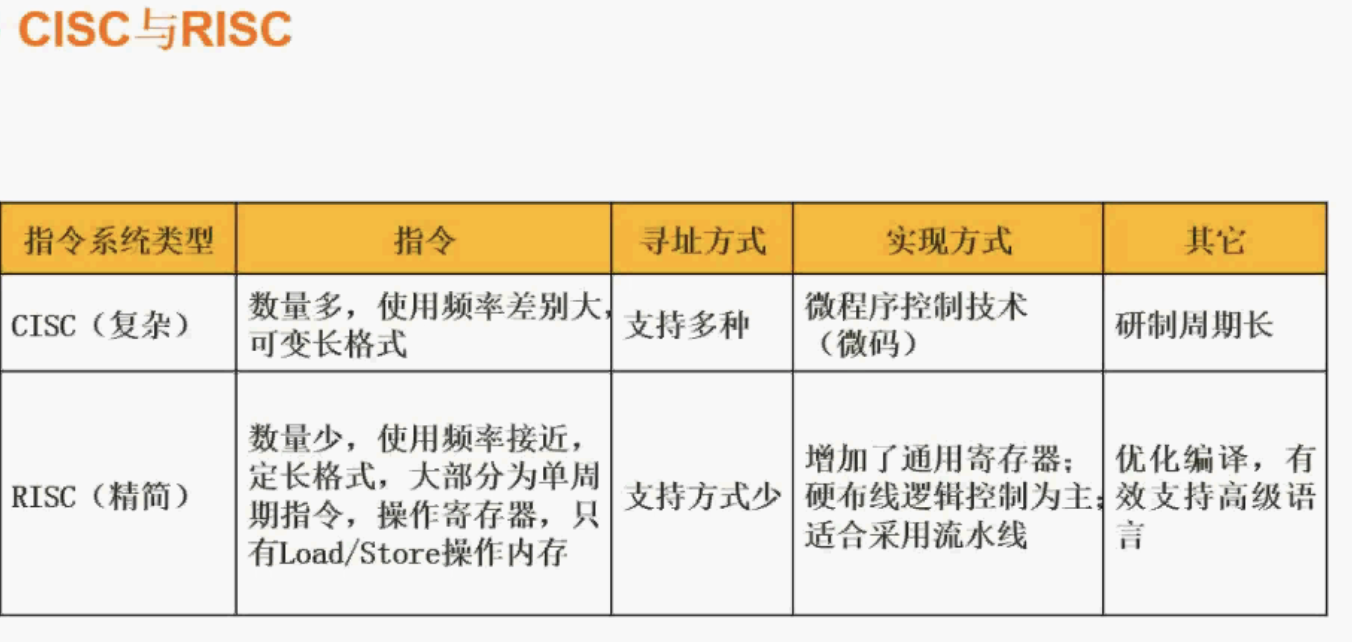 CISC与RISC
指令系统类型
指令
寻址方式
实现方式
其它
CISC（复杂）
数量多，使用频率差别大，
可变长格式
支持多种
微程序控制技术
（微码）
研制周期长
RISC（精简）
数量少，使用频率接近，
定长格式，大部分为单周
期指令，操作寄存器，只
有Load/Store操作内存
支持方式少
增加了通用寄存器；
硬布线逻辑控制为主；
适合采用流水线
优化编译，有
效支持高级语
言